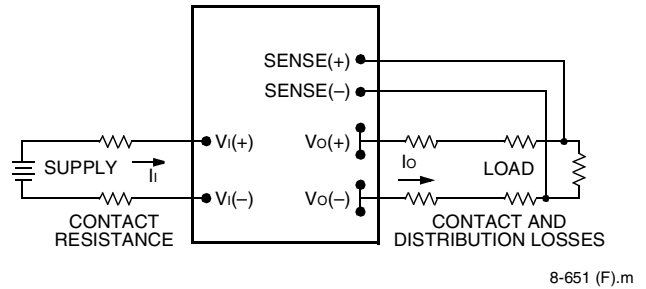 SENSE(+)
SENSE(–)
VI(+)
VO(+)
SUPPLY
II
IO
LOAD
VI(–)
VO(–)
CONTACT
RESISTANCE
CONTACT AND
DISTRIBUTION LOSSES
8-651 (F).m